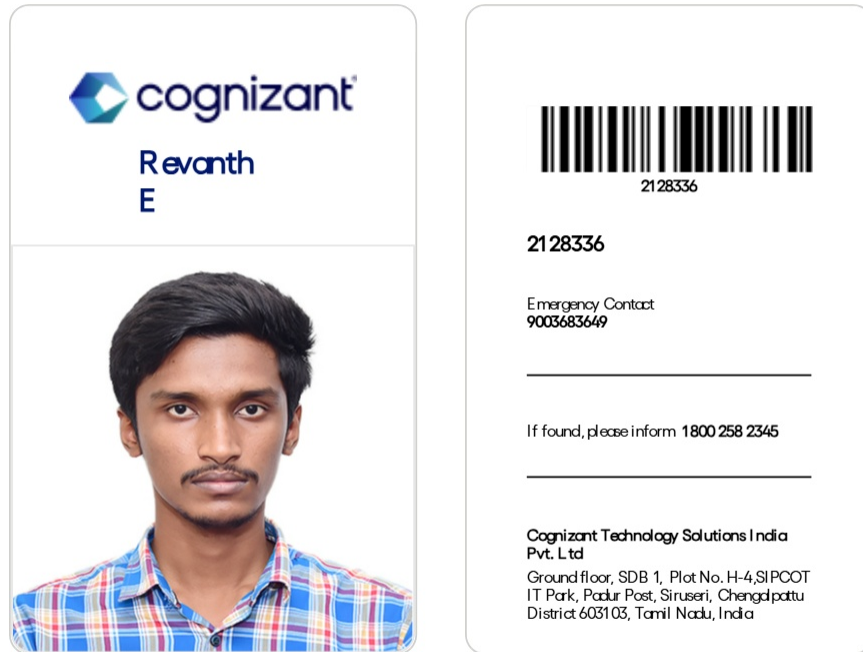 cognizant
Revanth
E
2128336
2128336
Emergency Contact
9003683649
If found, please inform 1800 258 2345
Cognizant Technology Solutions India
Pvt. Ltd
Ground floor, SDB 1, Plot No. H-4,SIPCOT
IT Park, Padur Post, Siruseri, Chengalpattu
District 603103, Tamil Nadu, India